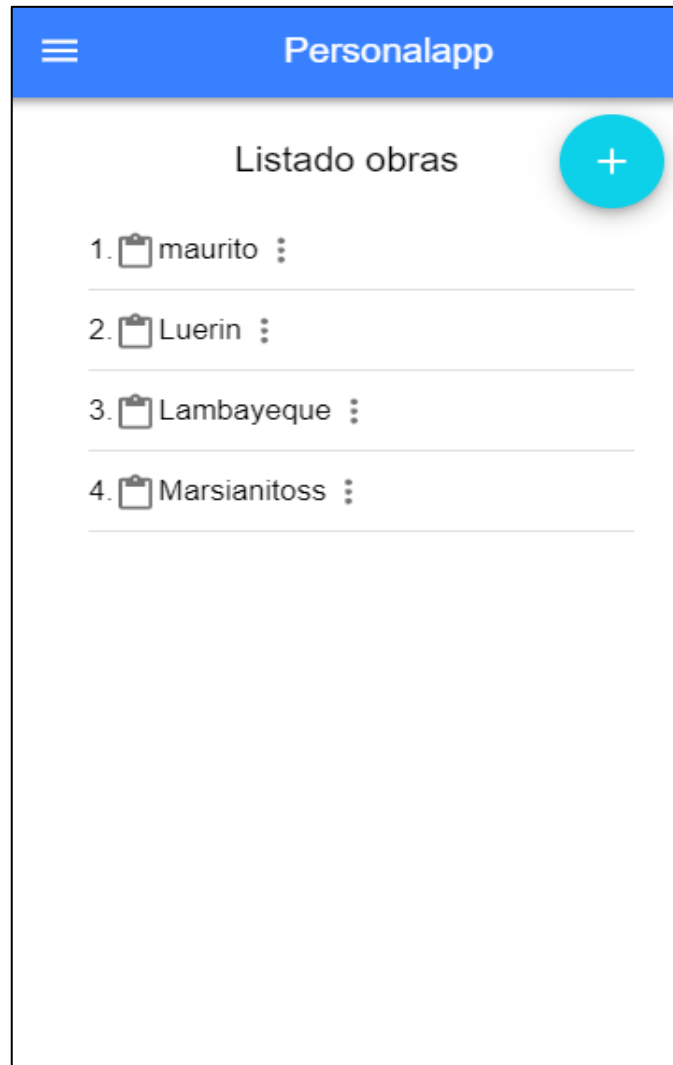 Personalapp
Listado obras
1. maurito
2. Luerin
3. Lambayeque
4. Marsianitoss